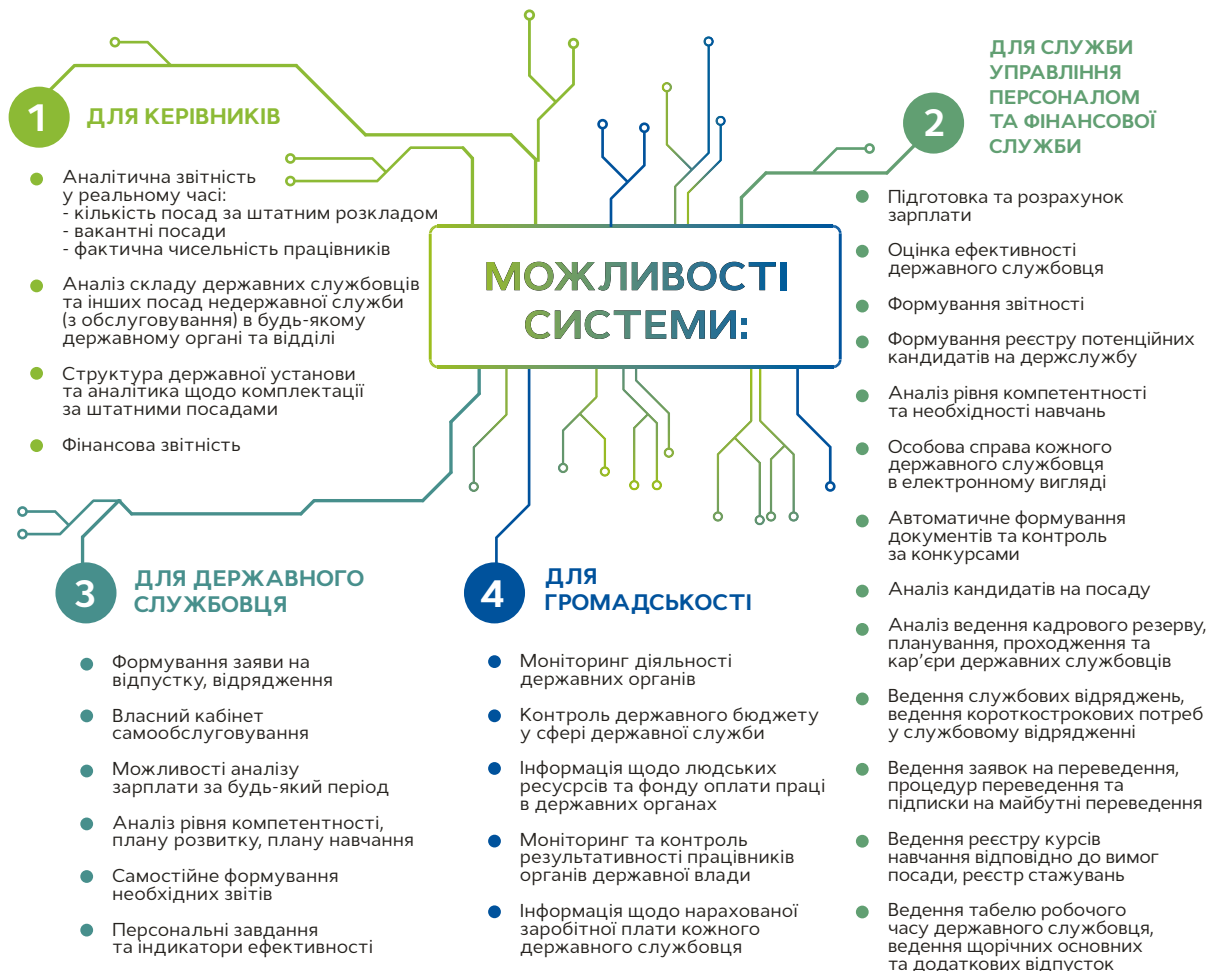 1
ДЛЯ КЕРІВНИКІВ
Аналітична звітність
у реальному часі:
- кількість посад за штатним розкладом
- вакантні посади
- фактична чисельність працівників
Аналіз складу державних службовців
та інших посад недержавної служби
(з обслуговування) в будь-якому
державному органі та відділі
Структура державної установи
та аналітика щодо комплектації
за штатними посадами
Фінансова звітність
МОЖЛИВОСТІ
СИСТЕМИ:
2
ДЛЯ СЛУЖБИ
УПРАВЛІННЯ
ПЕРСОНАЛОМ
ТА ФІНАНСОВОЇ
СЛУЖБИ
Підготовка та розрахунок
зарплати
Оцінка ефективності
державного службовця
Формування звітності
Формування реєстру потенційних
кандидатів на держслужбу
Аналіз рівня компетентності
та необхідності навчань
Особова справа кожного
державного службовця
в електронному вигляді
Автоматичне формування
документів та контроль
за конкурсами
Аналіз кандидатів на посаду
Аналіз ведення кадрового резерву,
планування, проходження та
кар’єри державних службовців
Ведення службових відряджень,
ведення короткострокових потреб
у службовому відрядженні
Ведення заявок на переведення,
процедур переведення та
підписки на майбутні переведення
Ведення реєстру курсів
навчання відповідно до вимог
посади, реєстр стажувань
Ведення табелю робочого
часу державного службовця,
ведення щорічних основних
та додаткових відпусток
3
ДЛЯ ДЕРЖАВНОГО
СЛУЖБОВЦЯ
Формування заяви на
відпустку, відрядження
Власний кабінет
самообслуговування
Можливості аналізу
зарплати за будь-який період
Аналіз рівня компетентності,
плану розвитку, плану навчання
Самостійне формування
необхідних звітів
Персональні завдання
та індикатори ефективності
4
ДЛЯ
ГРОМАДСЬКОСТІ
Моніторинг діяльності
державних органів
Контроль державного бюджету
у сфері державної служби
Інформація щодо людських
ресурсрів та фонду оплати праці
в державних органах
Моніторинг та контроль
результативності працівників
органів державної влади
Інформація щодо нарахованої
заробітної плати кожного
державного службовця